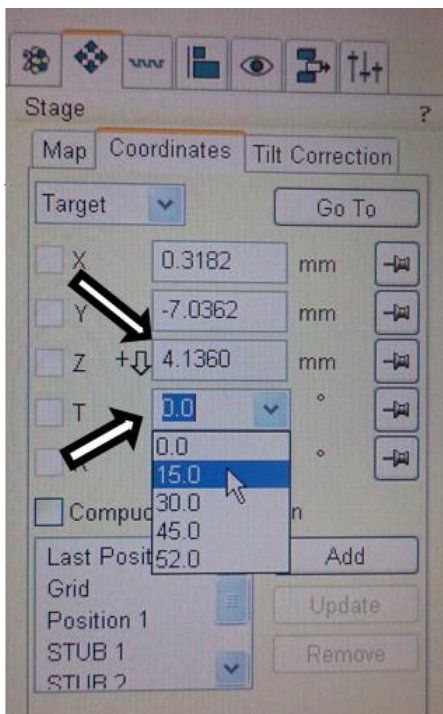 Stage ?
Map Coordinates Tilt Correction
Target Go To
X 0.3182 mm
Y -7.0362 mm
Z + 4.1360 mm
T 0.0 °
0.0 °
15.0
30.0
45.0
52.0
Compuc n
Last Posit Add
Grid Update
Position 1
STUB 1 Remove
STUB 2